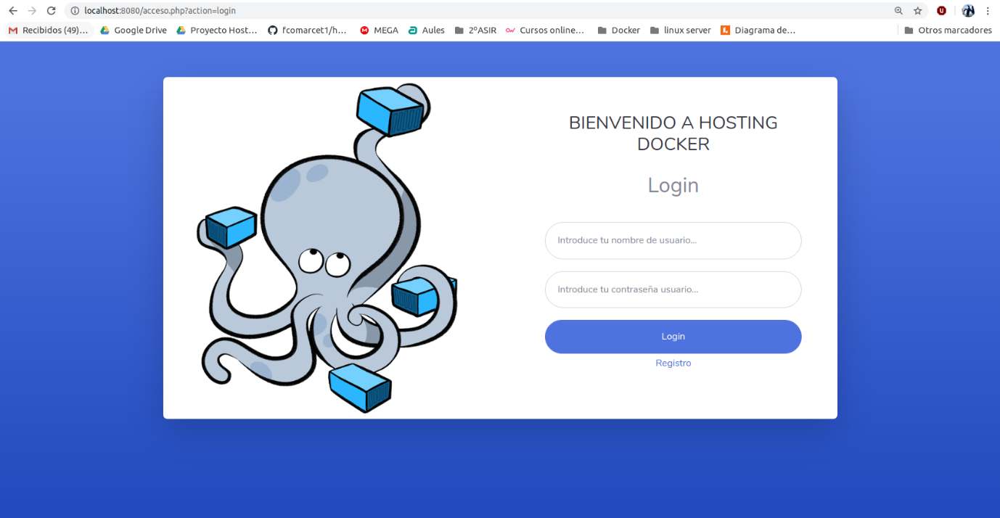 localhost:8080/acceso.php?action=login
Recibidos (49)… Google Drive Proyecto Host… fcomarcet1/h… MEGA Aules 2ºASIR Cursos online… Docker linux server Diagrama de… Otros marcadores
BIENVENIDO A HOSTING
DOCKER
Login
Introduce tu nombre de usuario...
Introduce tu contraseña usuario...
Login
Registro